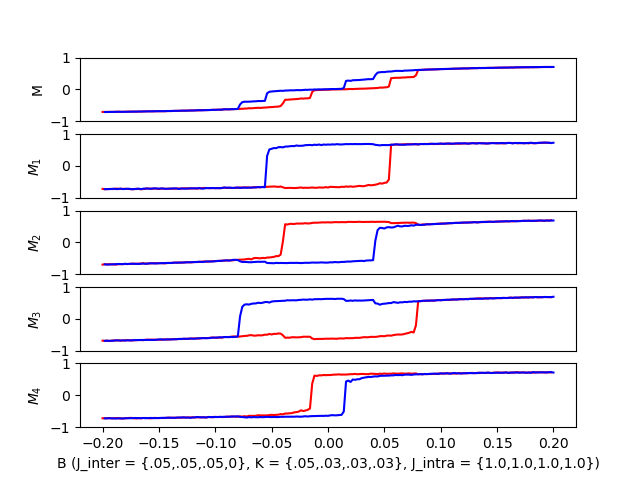 1
0
−1
M
1
0
−1
M₁
1
0
−1
M₂
1
0
−1
M₃
1
0
−1
M₄
−0.20 −0.15 −0.10 −0.05 0.00 0.05 0.10 0.15 0.20
B (J_inter = {.05,.05,.05,0}, K = {.05,.03,.03,.03}, J_intra = {1.0,1.0,1.0,1.0})